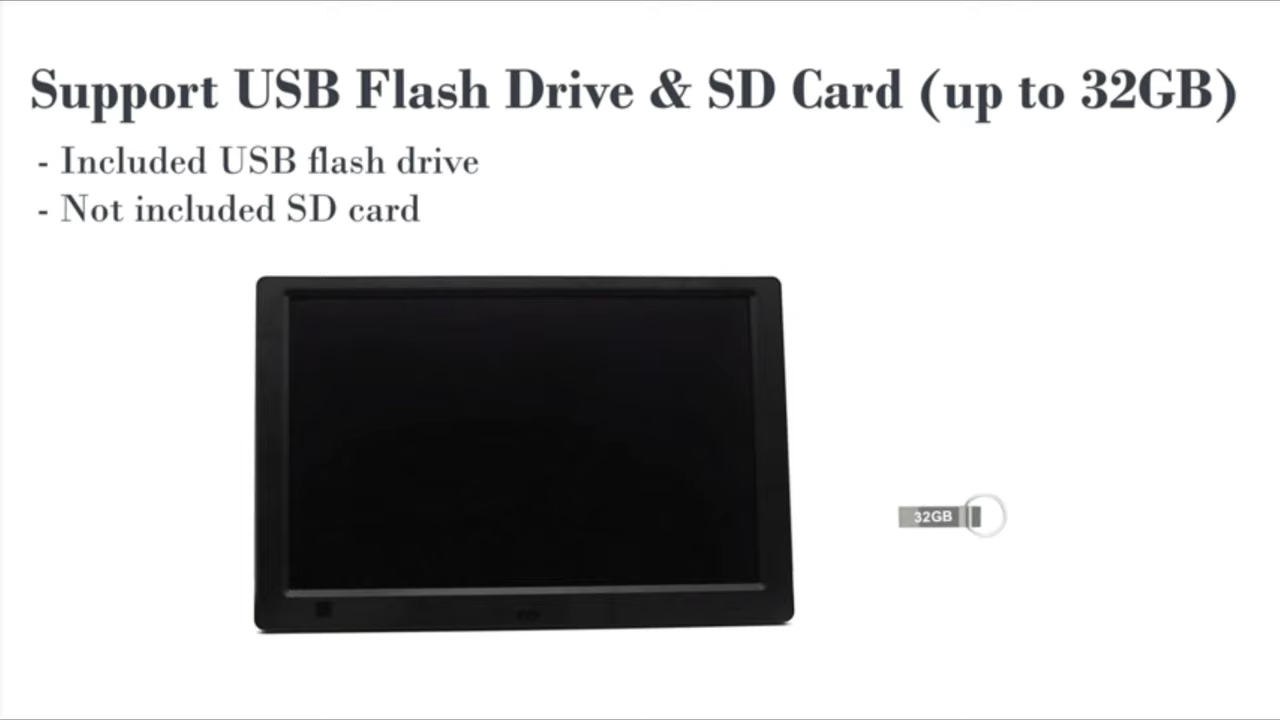 Support USB Flash Drive & SD Card (up to 32GB)
- Included USB flash drive
- Not included SD card
32GB